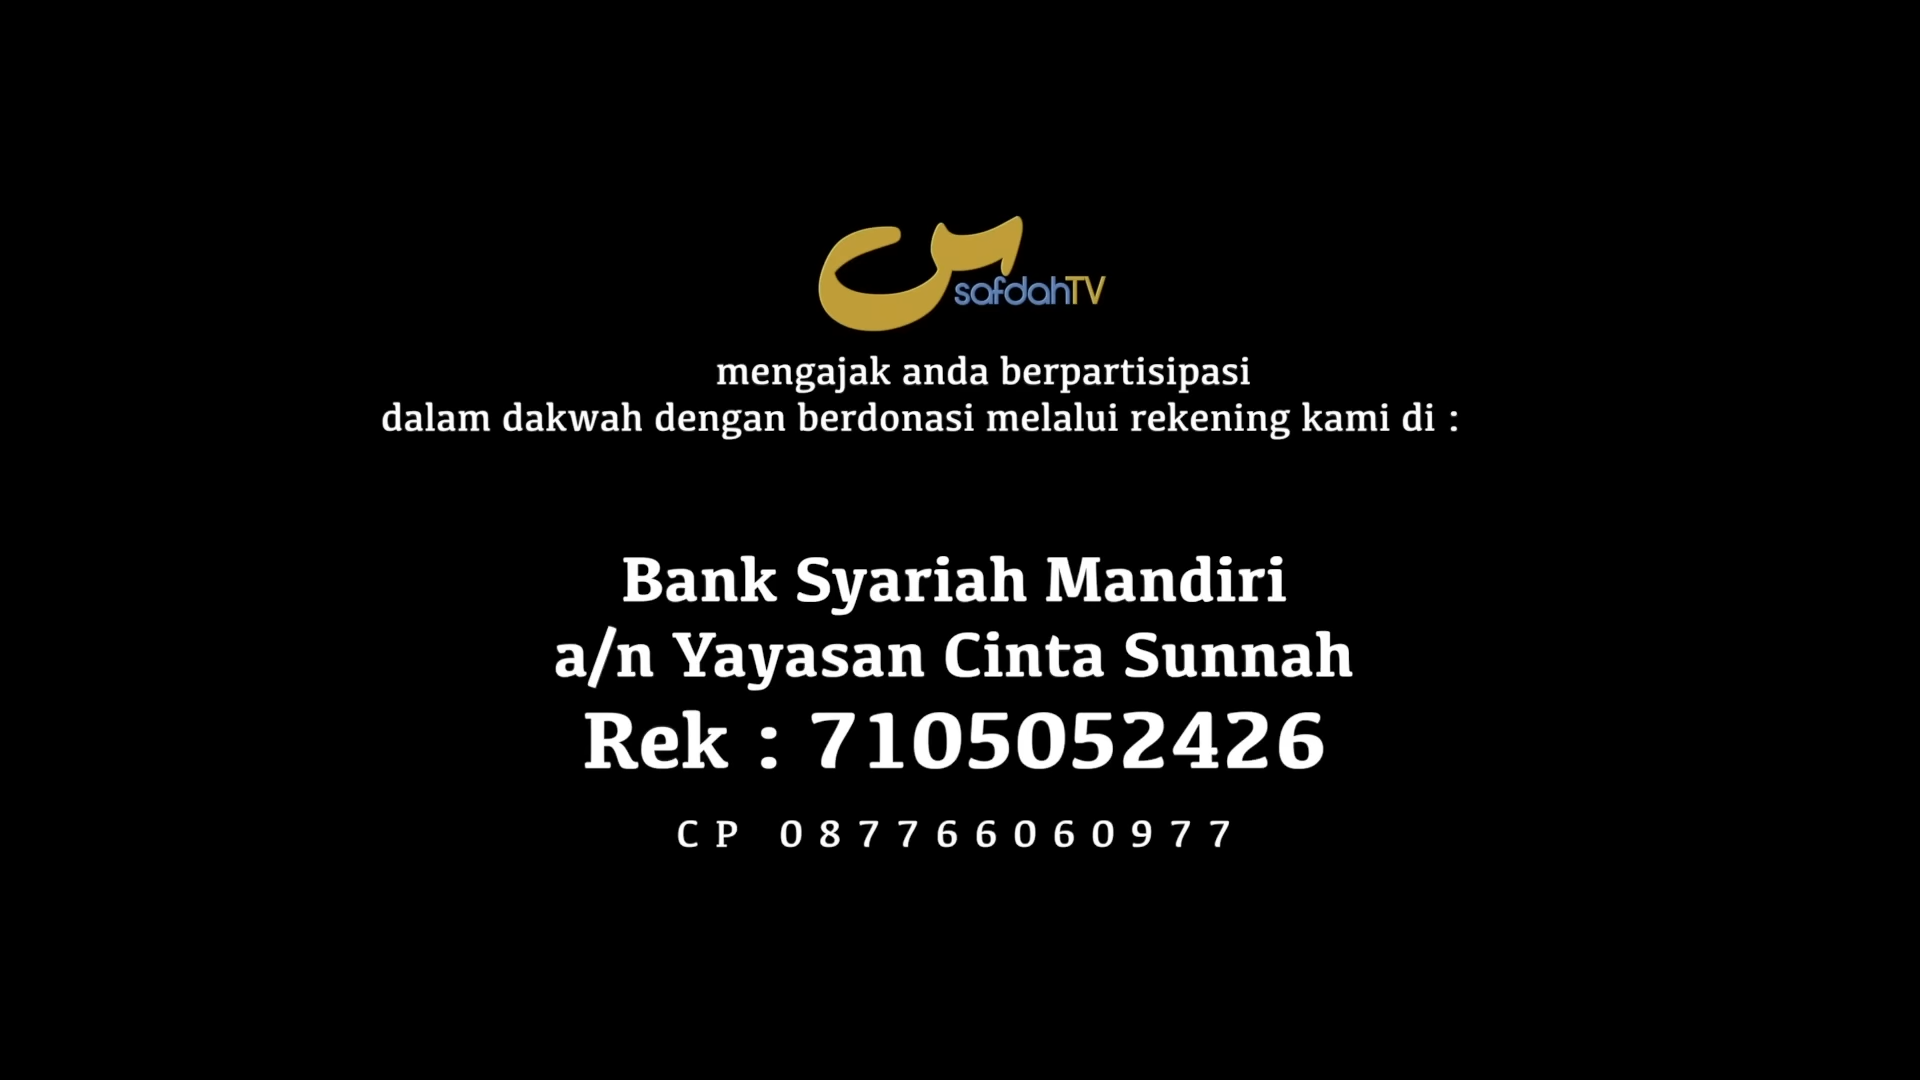 safdahTV
mengajak anda berpartisipasi
dalam dakwah dengan berdonasi melalui rekening kami di :
Bank Syariah Mandiri
a/n Yayasan Cinta Sunnah
Rek : 7105052426
CP 087766060977